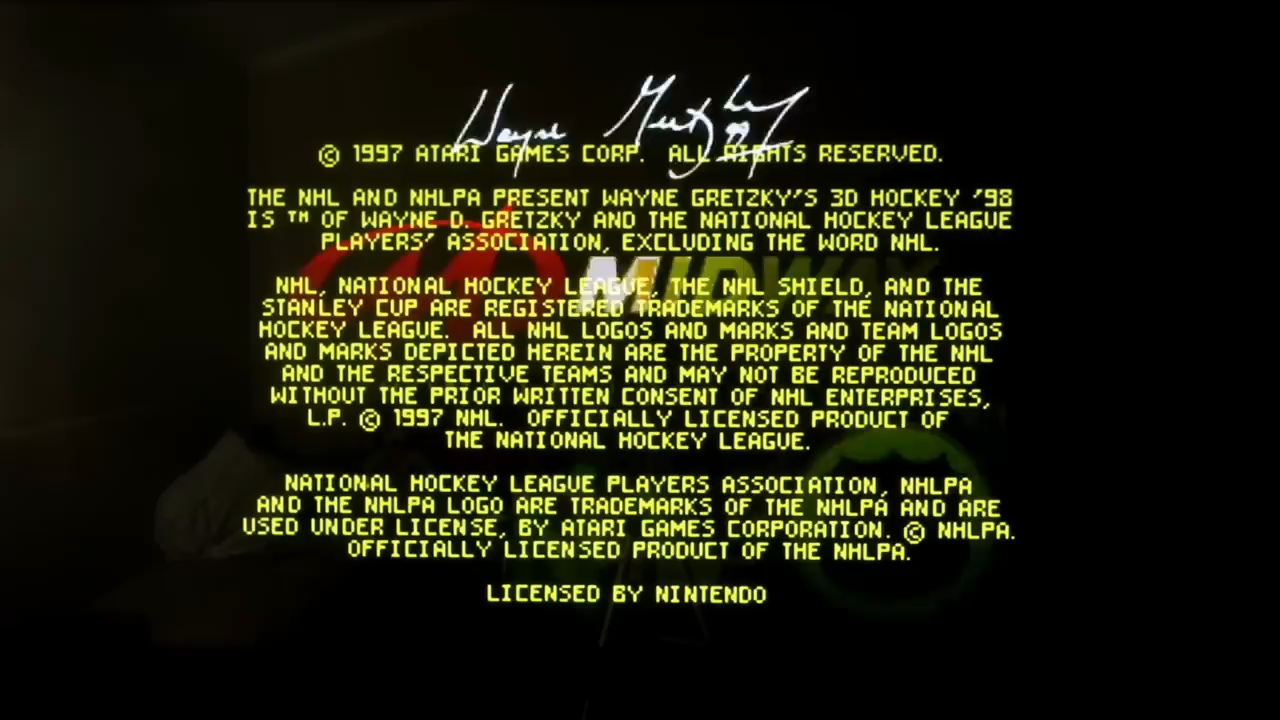 Wayne Gretzky 99
© 1997 ATARI GAMES CORP. ALL RIGHTS RESERVED.
THE NHL AND NHLPA PRESENT WAYNE GRETZKY'S 3D HOCKEY '98
IS ™ OF WAYNE D. GRETZKY AND THE NATIONAL HOCKEY LEAGUE
PLAYERS' ASSOCIATION, EXCLUDING THE WORD NHL.
MIDWAY
NHL, NATIONAL HOCKEY LEAGUE, THE NHL SHIELD, AND THE
STANLEY CUP ARE REGISTERED TRADEMARKS OF THE NATIONAL
HOCKEY LEAGUE. ALL NHL LOGOS AND MARKS AND TEAM LOGOS
AND MARKS DEPICTED HEREIN ARE THE PROPERTY OF THE NHL
AND THE RESPECTIVE TEAMS AND MAY NOT BE REPRODUCED
WITHOUT THE PRIOR WRITTEN CONSENT OF NHL ENTERPRISES,
L.P. © 1997 NHL. OFFICIALLY LICENSED PRODUCT OF
THE NATIONAL HOCKEY LEAGUE.
NATIONAL HOCKEY LEAGUE PLAYERS ASSOCIATION, NHLPA
AND THE NHLPA LOGO ARE TRADEMARKS OF THE NHLPA AND ARE
USED UNDER LICENSE, BY ATARI GAMES CORPORATION. © NHLPA.
OFFICIALLY LICENSED PRODUCT OF THE NHLPA.
LICENSED BY NINTENDO